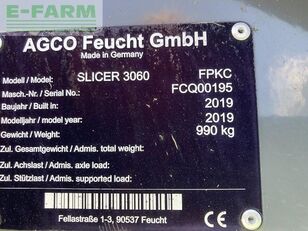 E-FARM
AGCO Feucht GmbH
Made in Germany
Modell / Model: SLICER 3060 FPKC
Masch.-Nr. / Serial No.: FCQ00195
Baujahr / Built in: 2019
Modelljahr / model year: 2019
Gewicht / Weight: 990 kg
Zul. Gesamtgewicht / Admis. total weight:
Zul. Achslast / Admis. axle load:
Zul. Stützlast / Admis. supported load:
Fellastraße 1-3, 90537 Feucht
CE